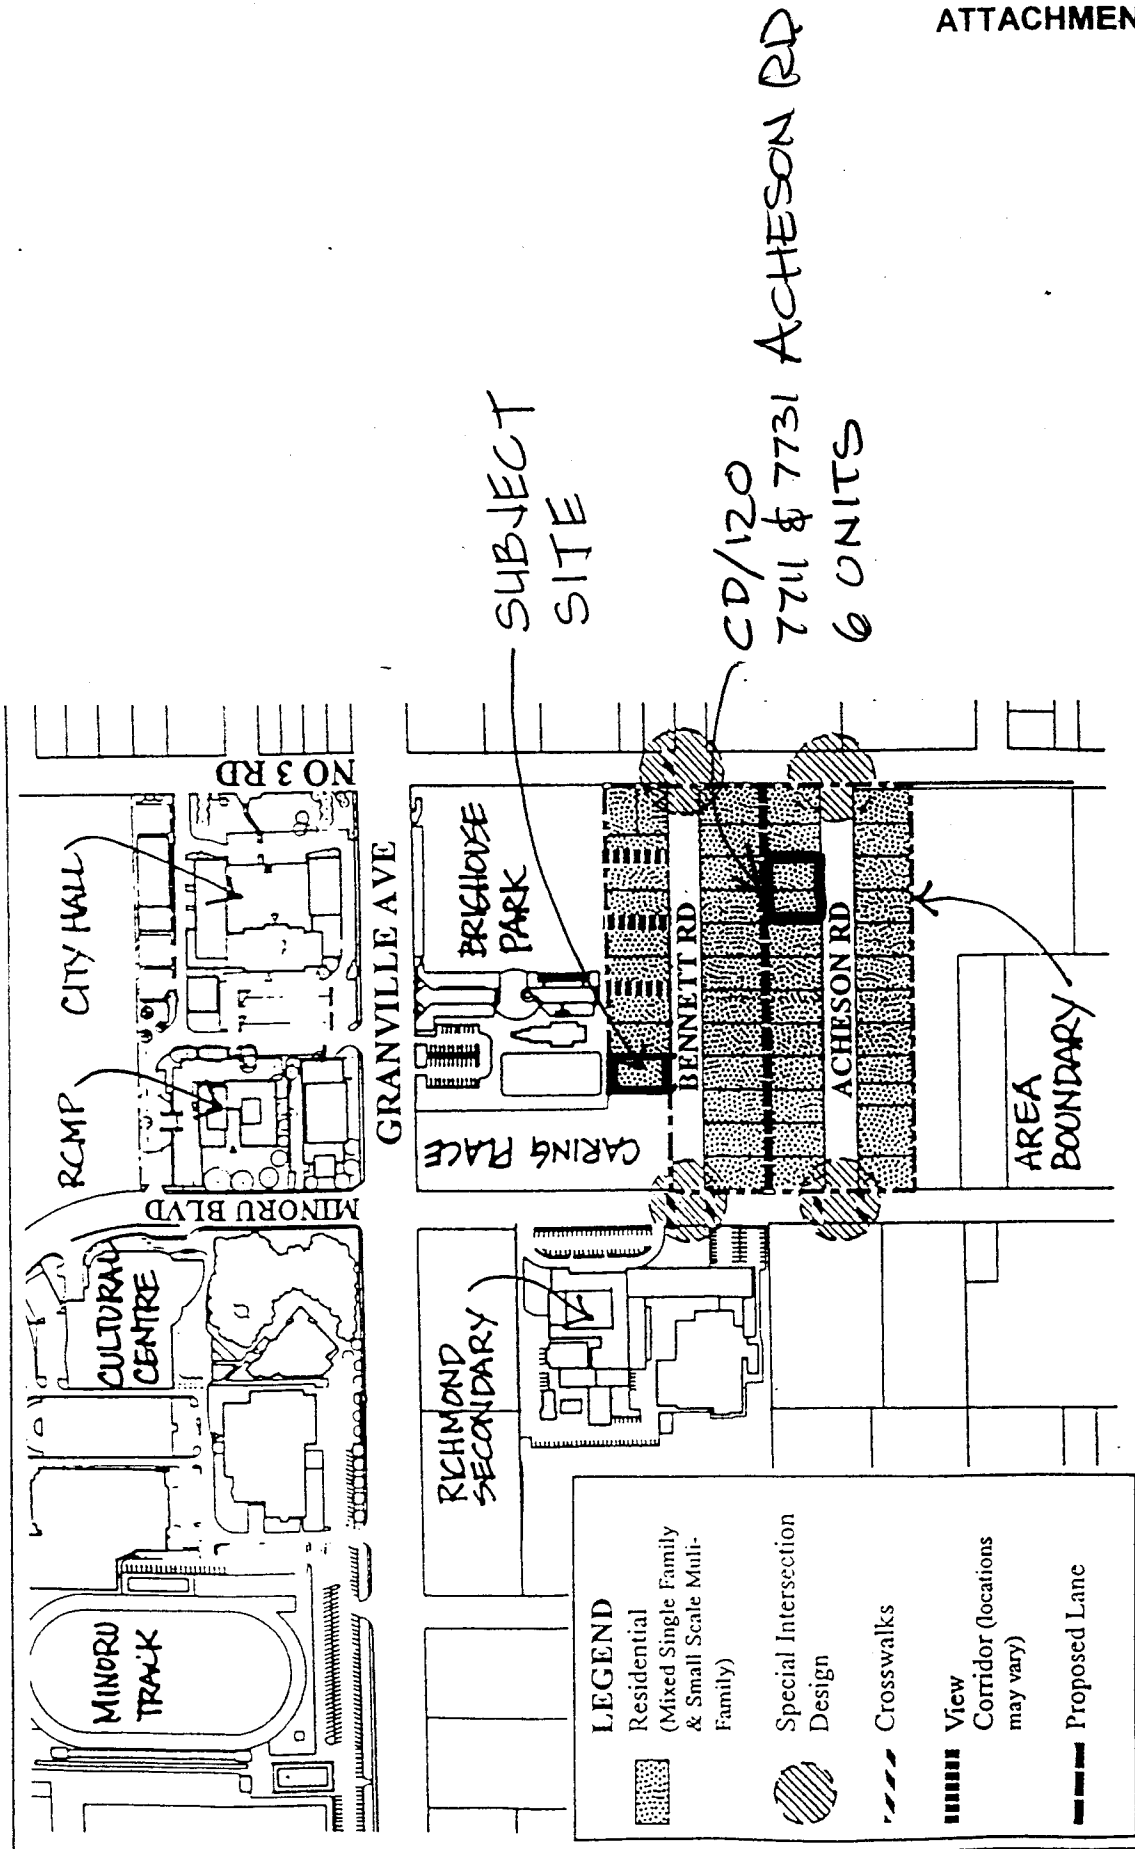 ATTACHMEN
CITY HALL
RCMP
NO 3 RD
MINORU BLVD
CULTURAL
CENTRE
MINORU
TRACK
GRANVILLE AVE
BRIGHOUSE
PARK
CARING PLACE
RICHMOND
SECONDARY
SUBJECT
SITE
BENNETT RD
ACHESON RD
CD/120
7711 & 7731 ACHESON RD
6 UNITS
AREA
BOUNDARY
LEGEND
Residential
(Mixed Single Family
& Small Scale Muli-
Family)
Special Intersection
Design
Crosswalks
View
Corridor (locations
may vary)
Proposed Lane